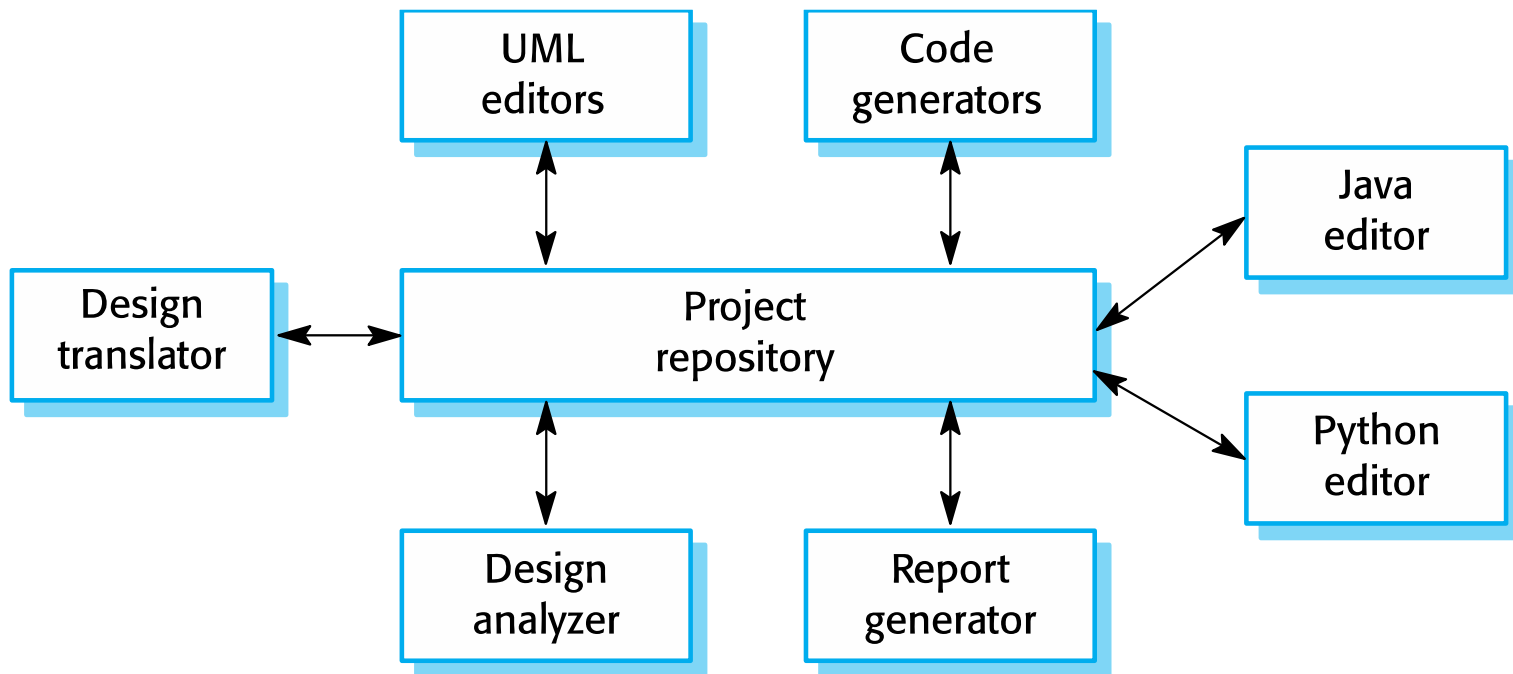 UML
editors
Code
generators
Java
editor
Design
translator
Project
repository
Python
editor
Design
analyzer
Report
generator